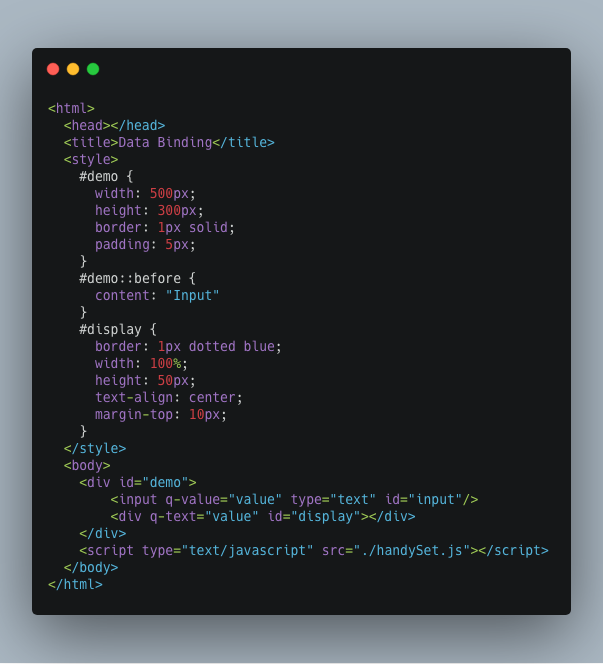 <html>
  <head></head>
  <title>Data Binding</title>
  <style>
    #demo {
      width: 500px;
      height: 300px;
      border: 1px solid;
      padding: 5px;
    }
    #demo::before {
      content: "Input"
    }
    #display {
      border: 1px dotted blue;
      width: 100%;
      height: 50px;
      text-align: center;
      margin-top: 10px;
    }
  </style>
  <body>
    <div id="demo">
        <input q-value="value" type="text" id="input"/>
        <div q-text="value" id="display"></div>
    </div>
    <script type="text/javascript" src="./handySet.js"></script>
  </body>
</html>